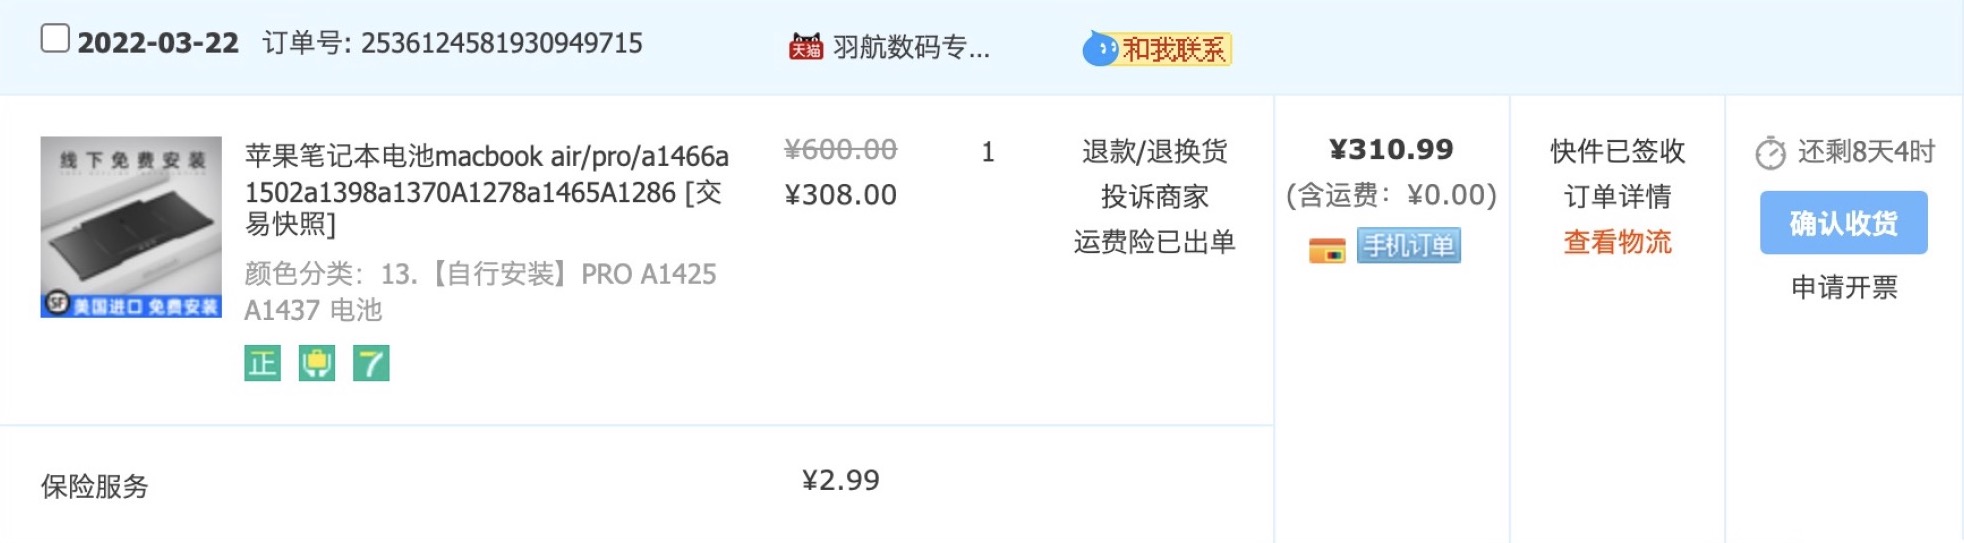 2022-03-22 订单号: 2536124581930949715 天猫 羽航数码专... 和我联系
线下免费安装
SF 美国进口 免费安装
苹果笔记本电池macbook air/pro/a1466a
1502a1398a1370A1278a1465A1286 [交
易快照]
颜色分类：13.【自行安装】PRO A1425
A1437 电池
正 7
¥600.00
¥308.00
1
退款/退换货
投诉商家
运费险已出单
¥310.99
(含运费：¥0.00)
手机订单
快件已签收
订单详情
查看物流
还剩8天4时
确认收货
申请开票
保险服务 ¥2.99